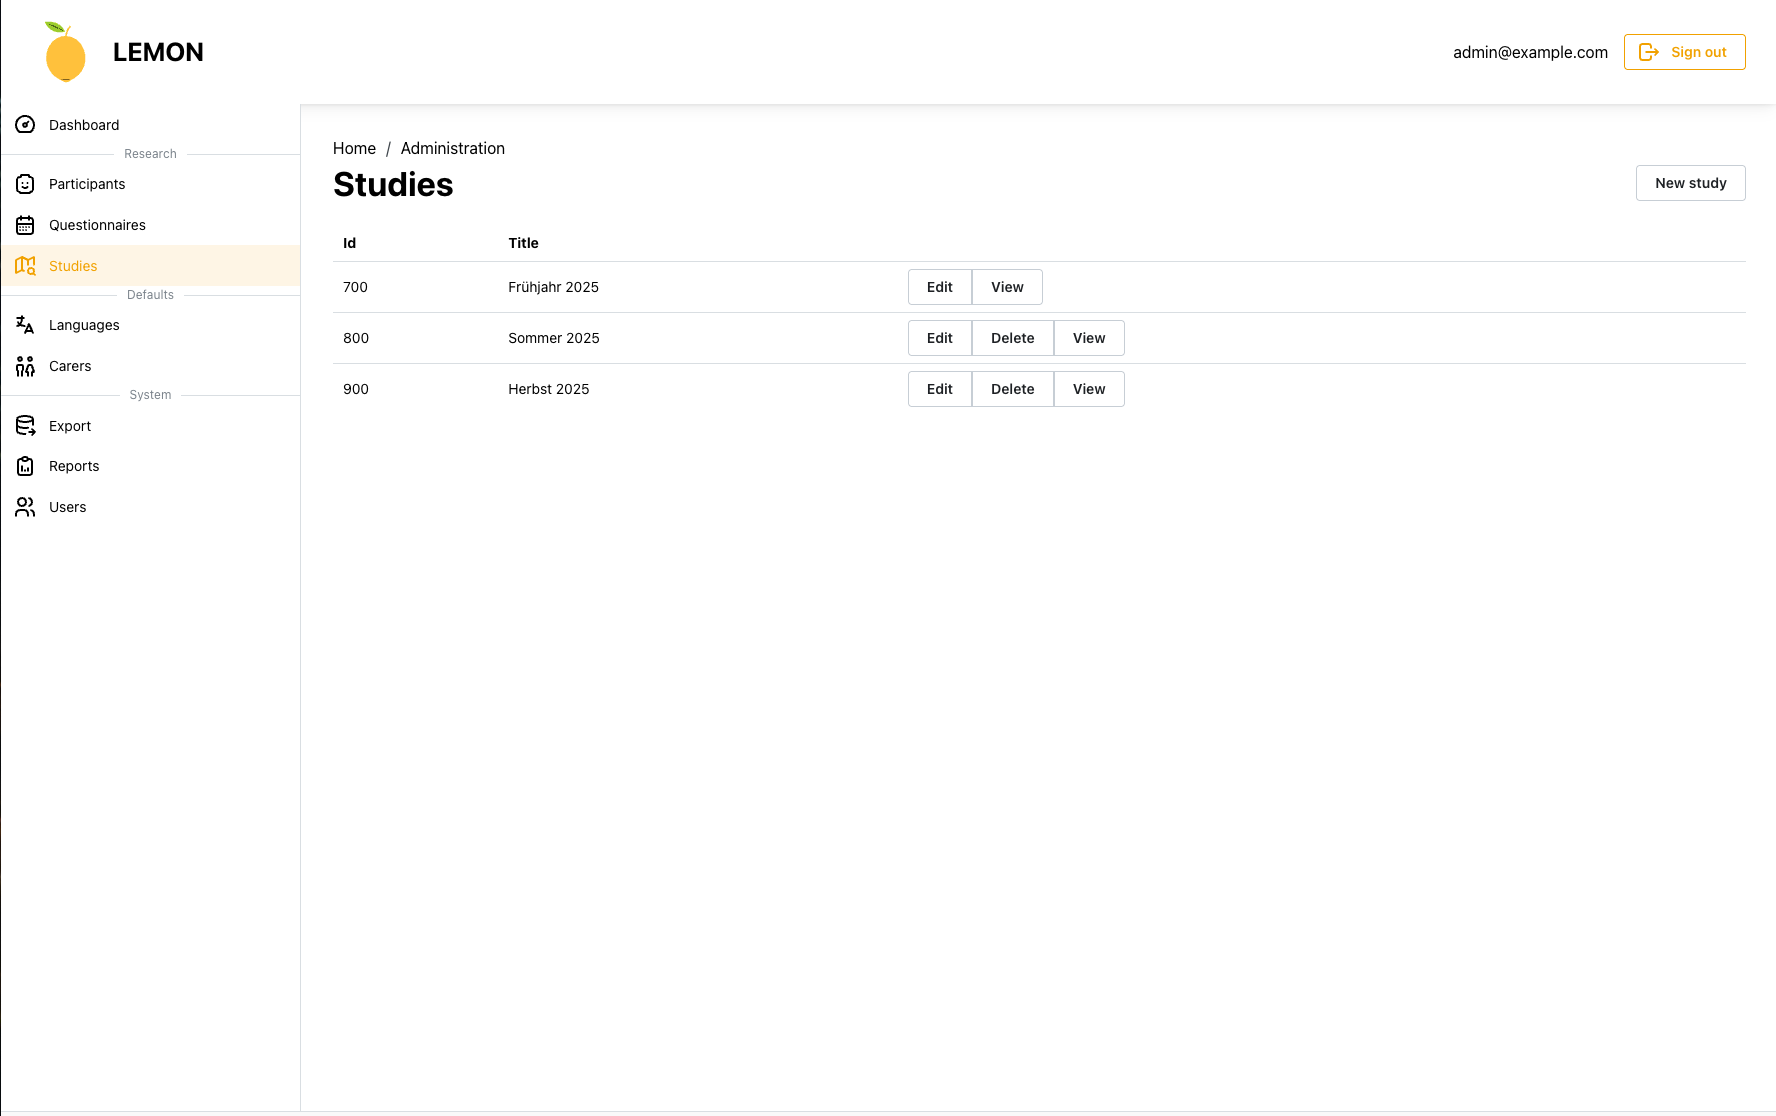 LEMON
admin@example.com
Sign out
Dashboard
Research
Participants
Questionnaires
Studies
Defaults
Languages
Carers
System
Export
Reports
Users
Home / Administration
Studies
New study
Id Title
700 Frühjahr 2025 Edit View
800 Sommer 2025 Edit Delete View
900 Herbst 2025 Edit Delete View